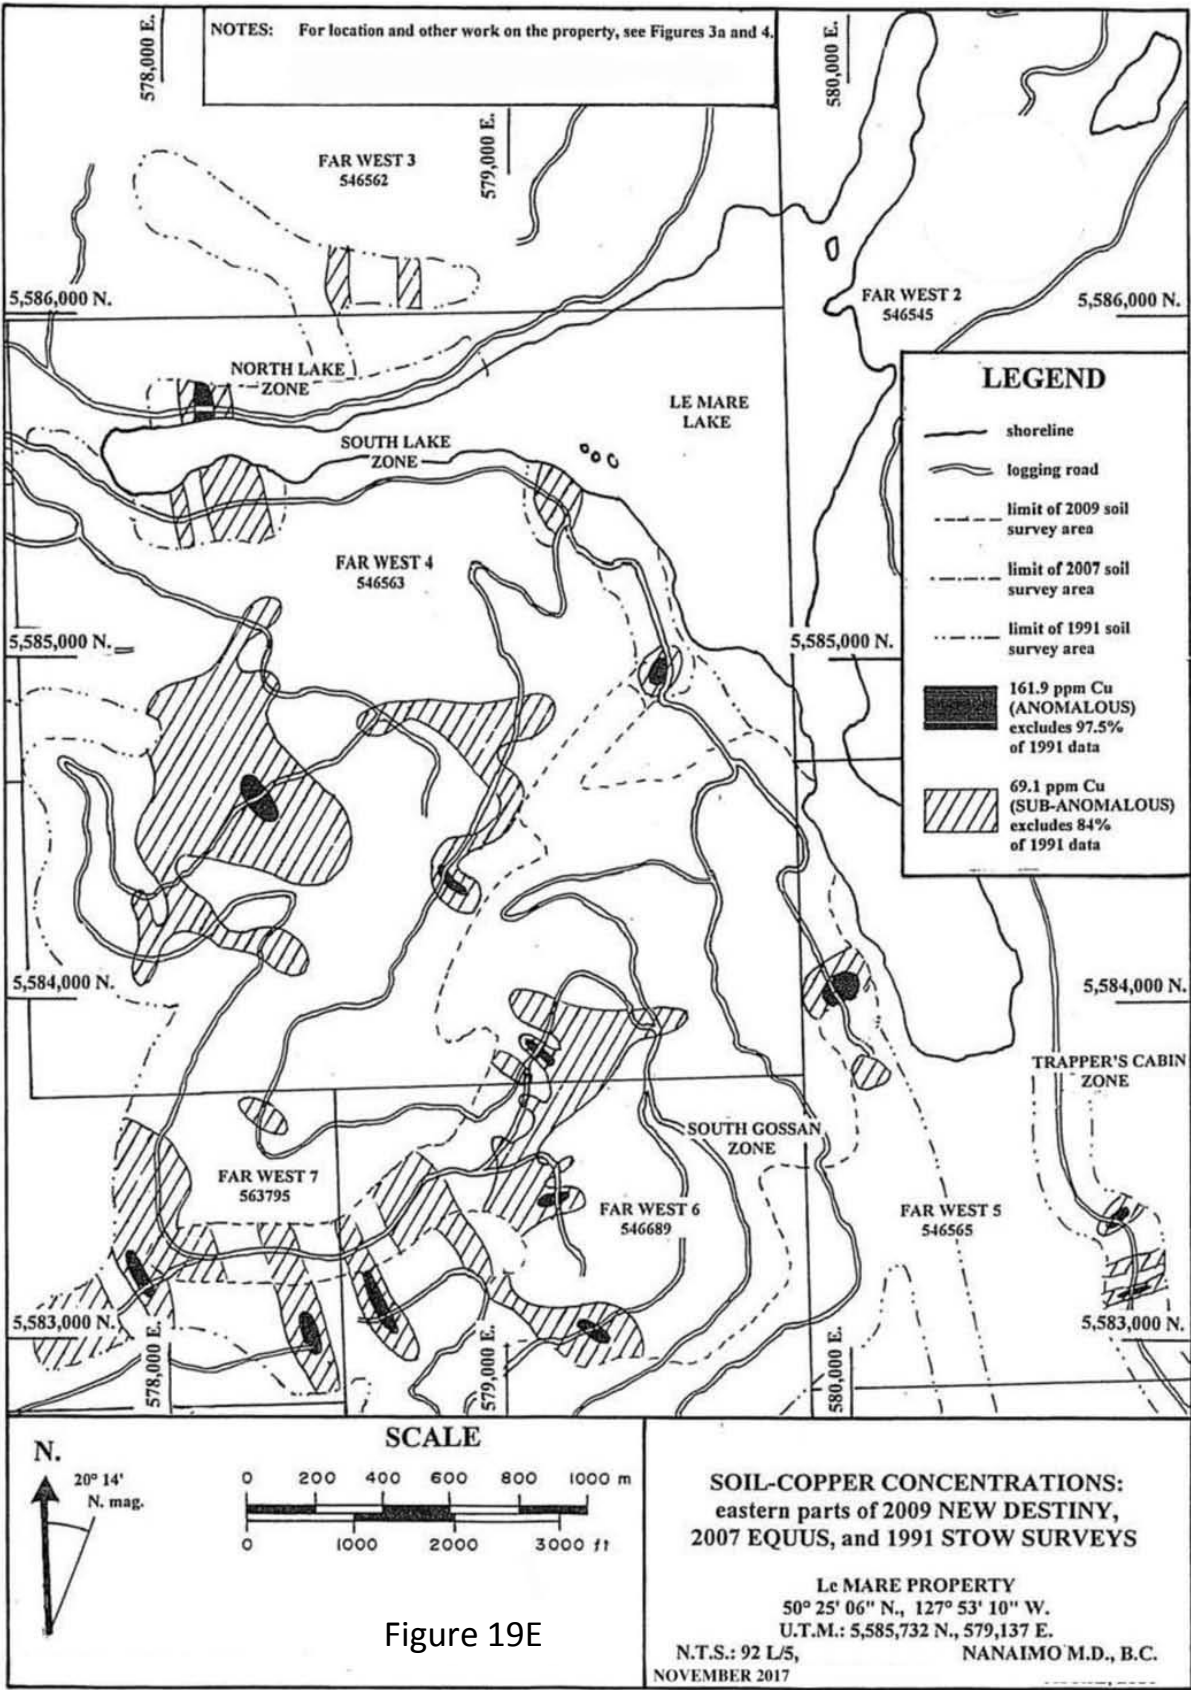 NOTES: For location and other work on the property, see Figures 3a and 4.
578,000 E.
580,000 E.
579,000 E.
FAR WEST 3
546562
5,586,000 N.
FAR WEST 2
546545
5,586,000 N.
NORTH LAKE
ZONE
LE MARE
LAKE
SOUTH LAKE
ZONE
FAR WEST 4
546563
5,585,000 N.
5,585,000 N.
LEGEND
shoreline
logging road
limit of 2009 soil
survey area
limit of 2007 soil
survey area
limit of 1991 soil
survey area
161.9 ppm Cu
(ANOMALOUS)
excludes 97.5%
of 1991 data
69.1 ppm Cu
(SUB-ANOMALOUS)
excludes 84%
of 1991 data
5,584,000 N.
5,584,000 N.
TRAPPER'S CABIN
ZONE
SOUTH GOSSAN
ZONE
FAR WEST 7
563795
FAR WEST 6
546689
FAR WEST 5
546565
5,583,000 N.
5,583,000 N.
578,000 E.
579,000 E.
580,000 E.
N.
20° 14'
N. mag.
SCALE
0 200 400 600 800 1000 m
0 1000 2000 3000 ft
Figure 19E
SOIL-COPPER CONCENTRATIONS:
eastern parts of 2009 NEW DESTINY,
2007 EQUUS, and 1991 STOW SURVEYS
Le MARE PROPERTY
50° 25' 06" N., 127° 53' 10" W.
U.T.M.: 5,585,732 N., 579,137 E.
N.T.S.: 92 L/5, NANAIMO M.D., B.C.
NOVEMBER 2017